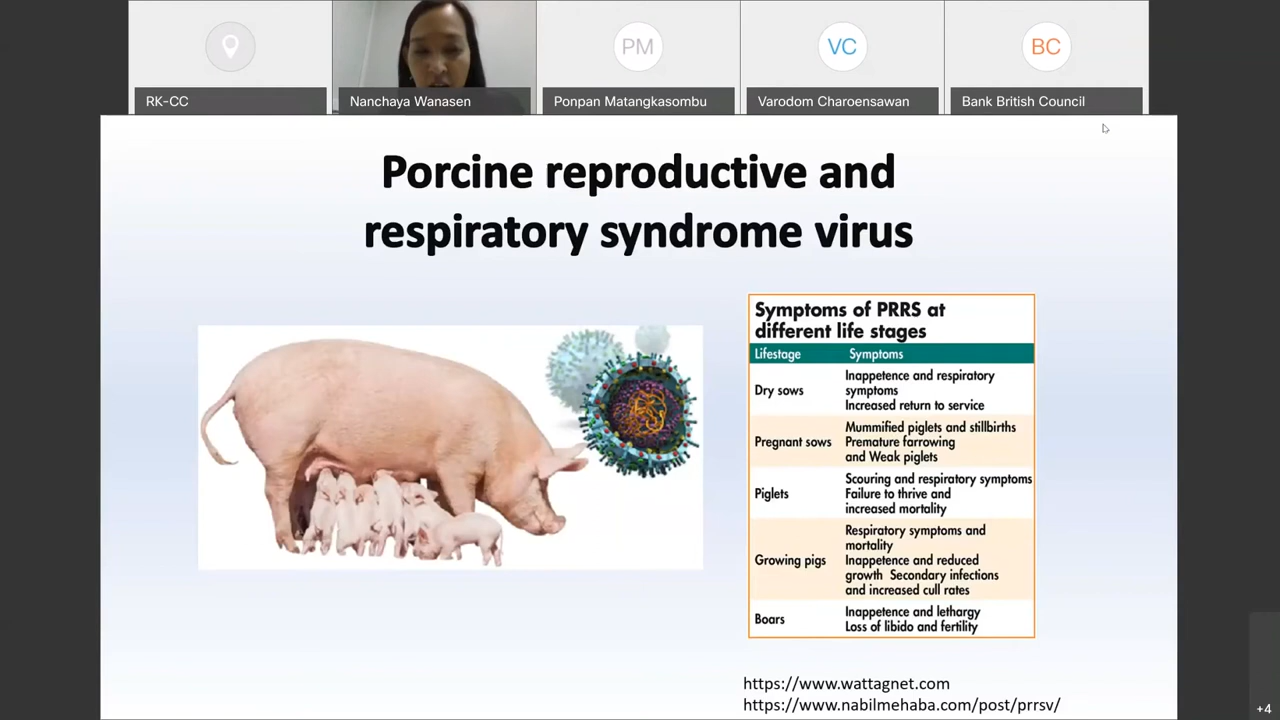 PM
VC
BC
RK-CC
Nanchaya Wanasen
Ponpan Matangkasombu
Varodom Charoensawan
Bank British Council
Porcine reproductive and
respiratory syndrome virus
Symptoms of PRRS at
different life stages
Lifestage Symptoms
Dry sows
Inappetence and respiratory
symptoms
Increased return to service
Pregnant sows
Mummified piglets and stillbirths
Premature farrowing
and Weak piglets
Piglets
Scouring and respiratory symptoms
Failure to thrive and
increased mortality
Growing pigs
Respiratory symptoms and
mortality
Inappetence and reduced
growth Secondary infections
and increased cull rates
Boars
Inappetence and lethargy
Loss of libido and fertility
https://www.wattagnet.com
https://www.nabilmehaba.com/post/prrsv/
+4